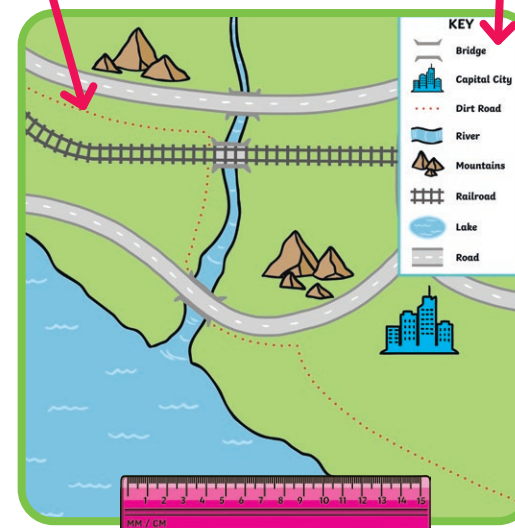 KEY
Bridge
Capital City
Dirt Road
River
Mountains
Railroad
Lake
Road
1 2 3 4 5 6 7 8 9 10 11 12 13 14 15
MM / CM